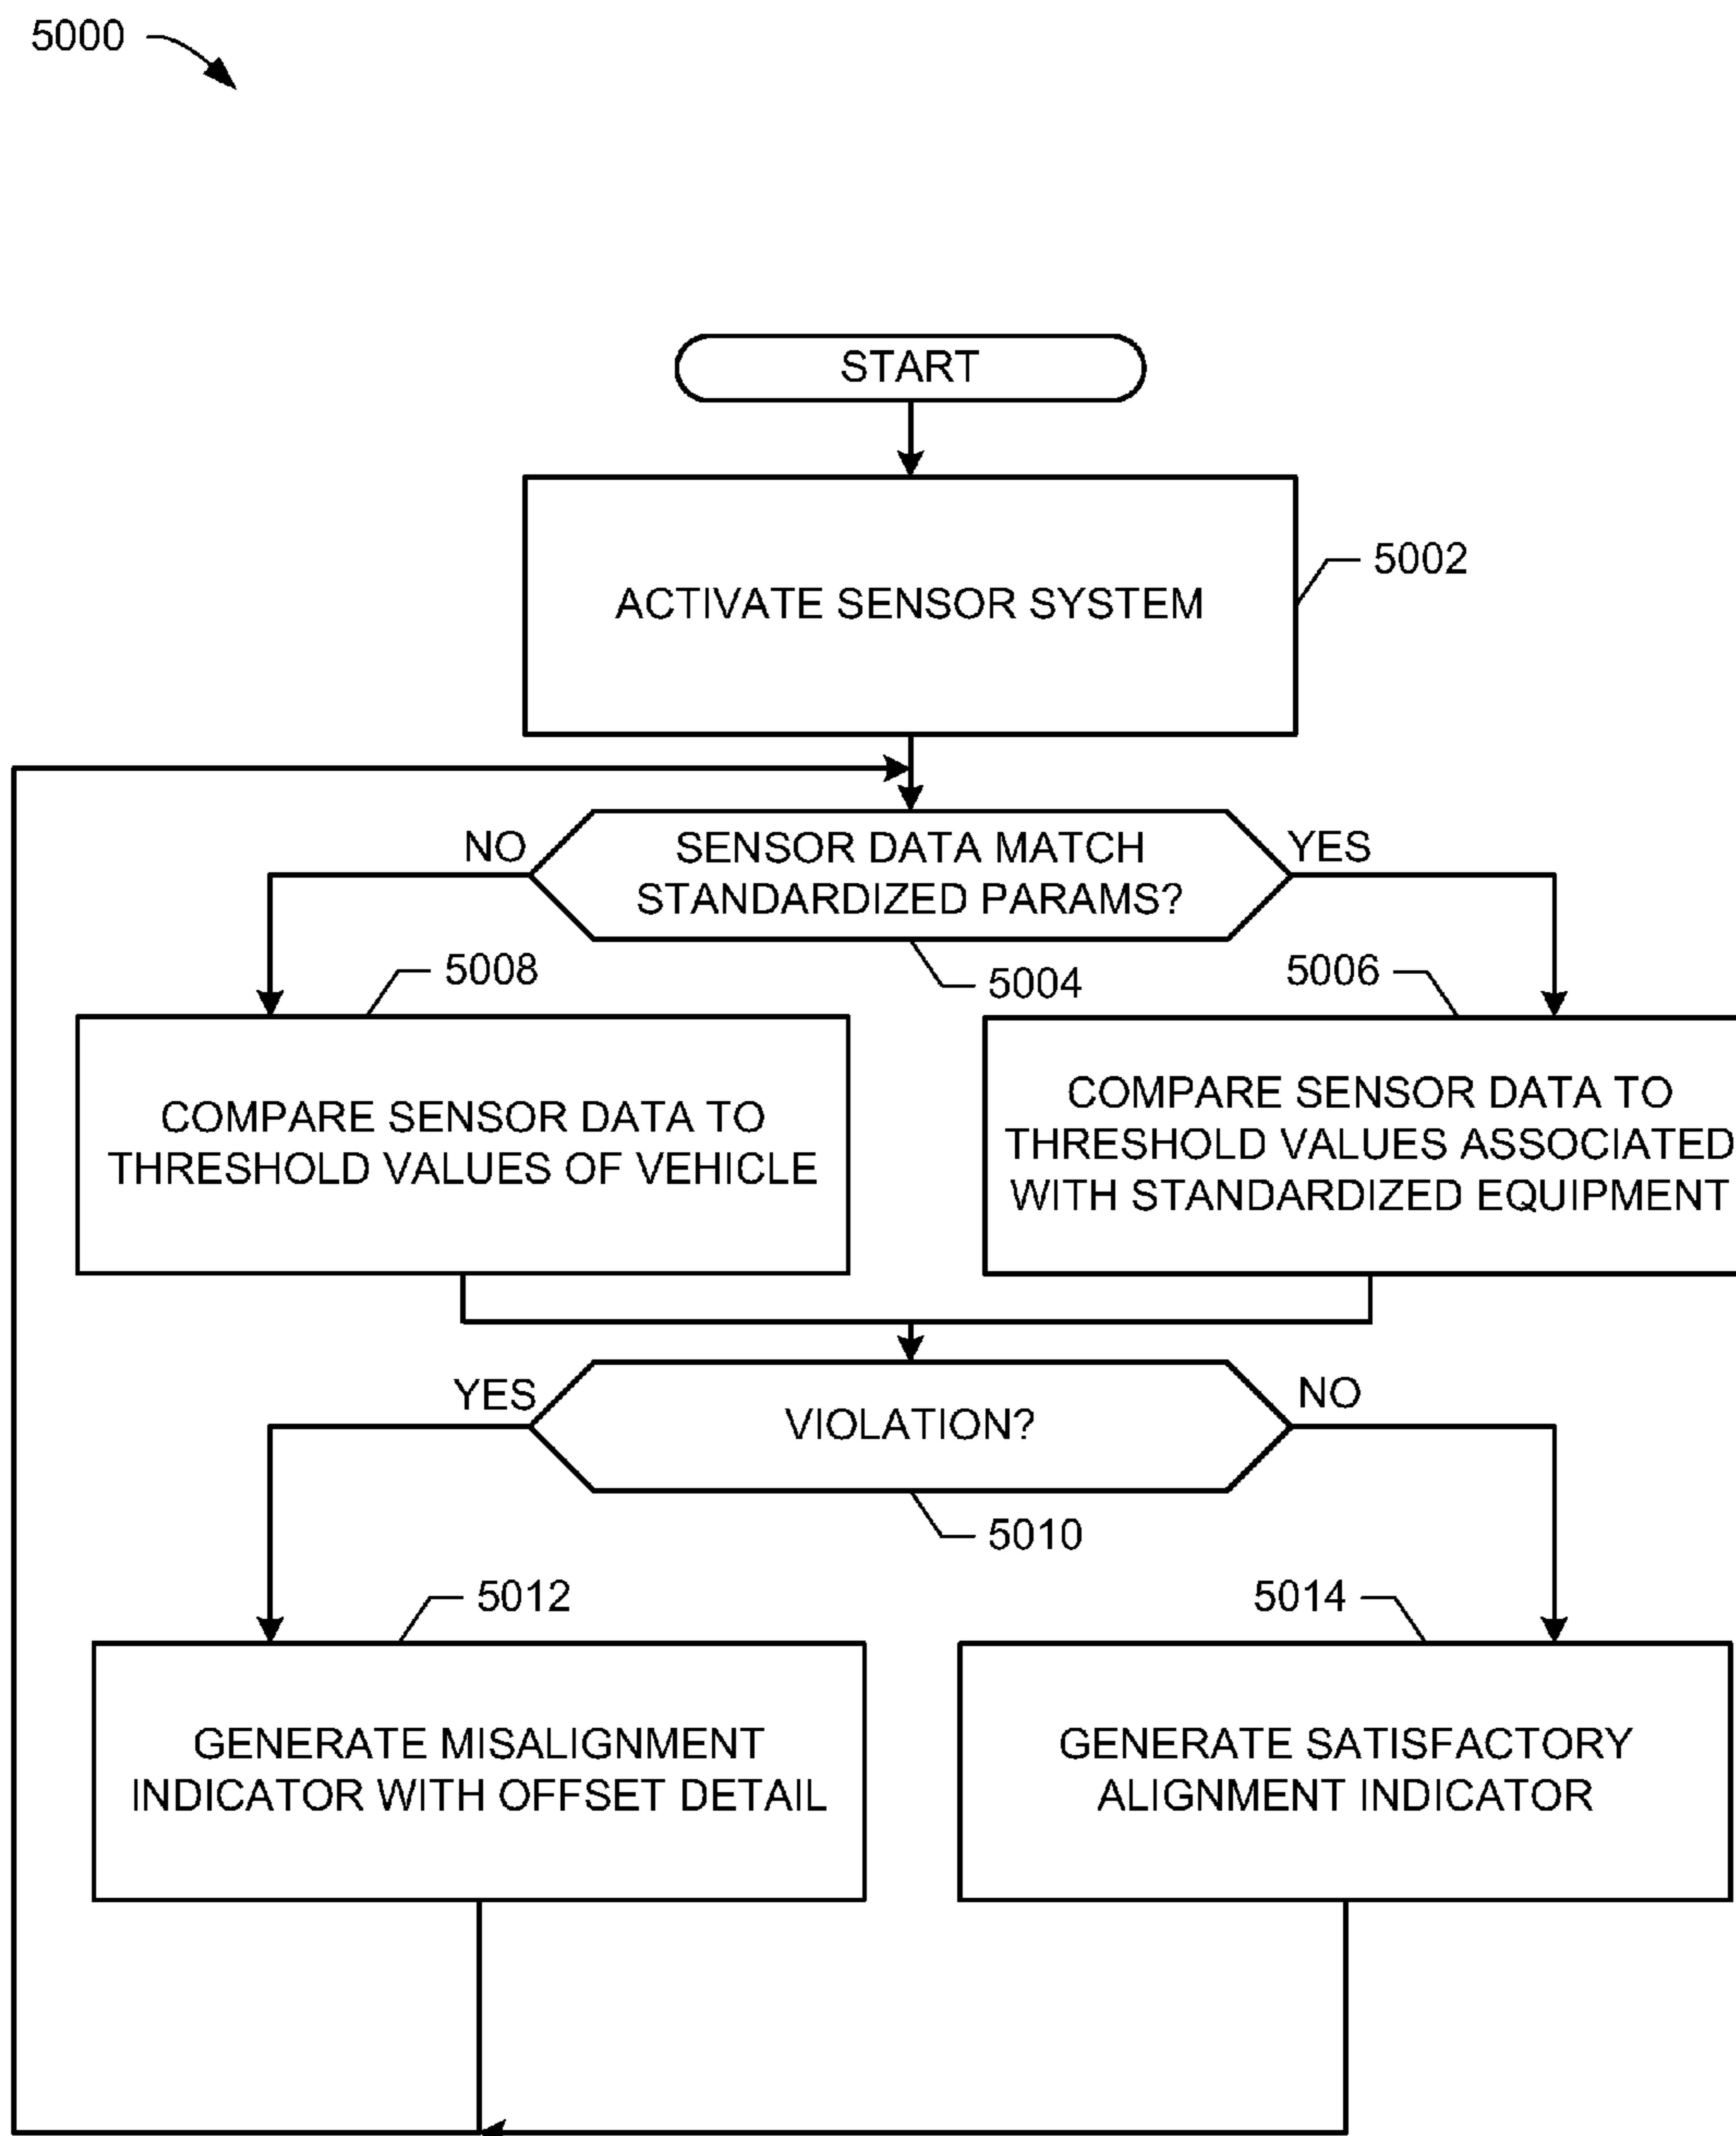 5000
START
ACTIVATE SENSOR SYSTEM
5002
NO
SENSOR DATA MATCH
STANDARDIZED PARAMS?
YES
5004
5008
5006
COMPARE SENSOR DATA TO
THRESHOLD VALUES OF VEHICLE
COMPARE SENSOR DATA TO
THRESHOLD VALUES ASSOCIATED
WITH STANDARDIZED EQUIPMENT
YES
VIOLATION?
NO
5010
5012
5014
GENERATE MISALIGNMENT
INDICATOR WITH OFFSET DETAIL
GENERATE SATISFACTORY
ALIGNMENT INDICATOR